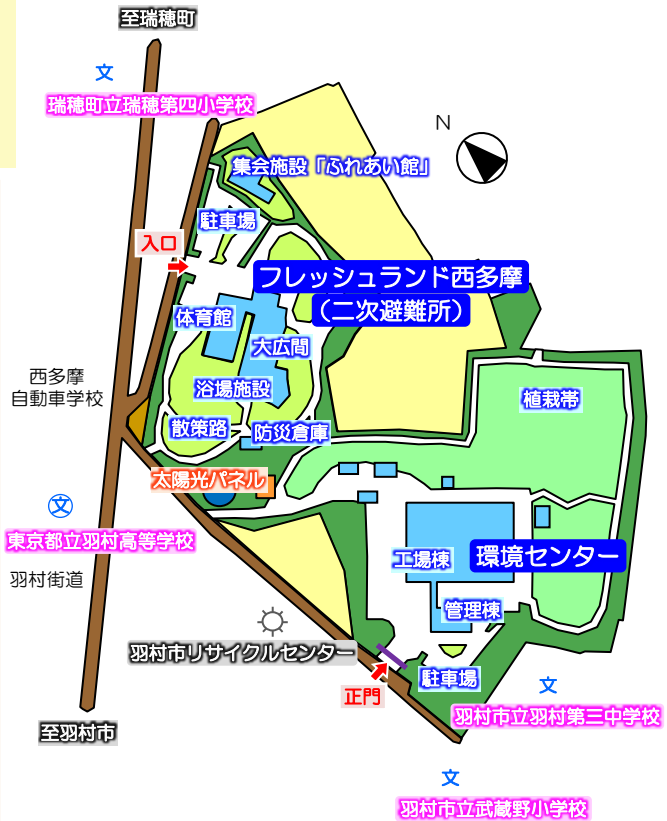 至瑞穂町
文
瑞穂町立瑞穂第四小学校
N
集会施設「ふれあい館」
駐車場
入口
フレッシュランド西多摩
（二次避難所）
体育館
大広間
西多摩
自動車学校
浴場施設
植栽帯
散策路
防災倉庫
太陽光パネル
文
東京都立羽村高等学校
工場棟
環境センター
羽村街道
管理棟
羽村市リサイクルセンター
駐車場
正門
文
羽村市立羽村第三中学校
至羽村市
文
羽村市立武蔵野小学校